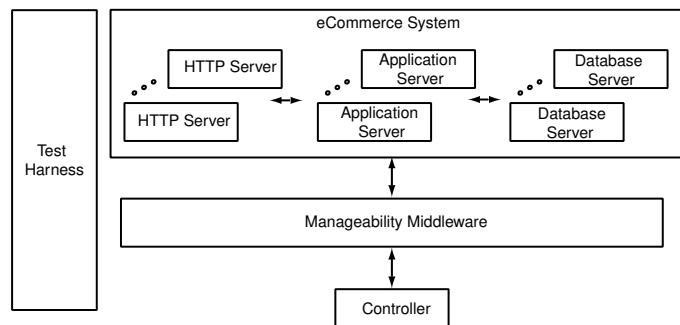 eCommerce System
HTTP Server
Application
Server
Database
Server
HTTP Server
Application
Server
Database
Server
Test
Harness
Manageability Middleware
Controller